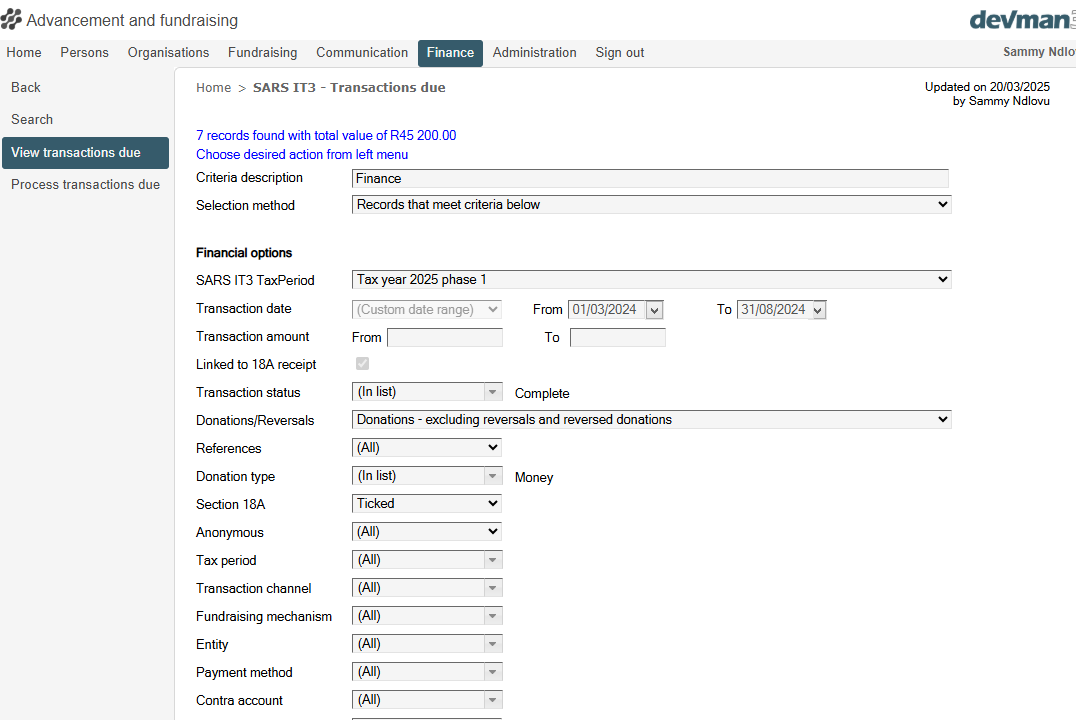 Advancement and fundraising
devman
Home Persons Organisations Fundraising Communication Finance Administration Sign out
Sammy Ndlo
Back
Search
View transactions due
Process transactions due
Home > SARS IT3 - Transactions due
Updated on 20/03/2025
by Sammy Ndlovu
7 records found with total value of R45 200.00
Choose desired action from left menu
Criteria description Finance
Selection method Records that meet criteria below
Financial options
SARS IT3 TaxPeriod Tax year 2025 phase 1
Transaction date (Custom date range) From 01/03/2024 To 31/08/2024
Transaction amount From To
Linked to 18A receipt
Transaction status (In list) Complete
Donations/Reversals Donations - excluding reversals and reversed donations
References (All)
Donation type (In list) Money
Section 18A Ticked
Anonymous (All)
Tax period (All)
Transaction channel (All)
Fundraising mechanism (All)
Entity (All)
Payment method (All)
Contra account (All)